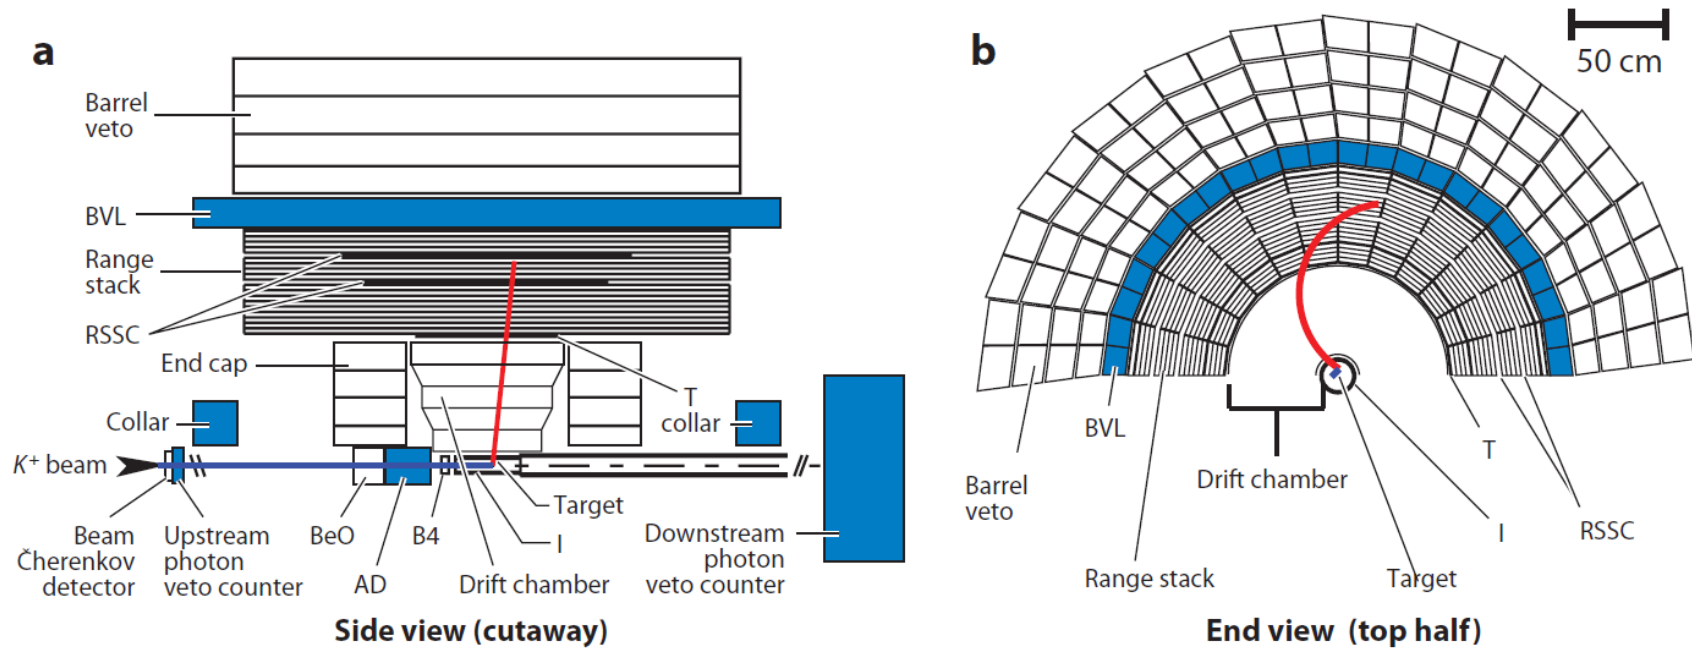 a
Barrel
veto
BVL
Range
stack
RSSC
End cap
Collar
K+ beam
T
collar
Target
I
Beam
Čherenkov
detector
Upstream
photon
veto counter
BeO
AD
B4
Drift chamber
Downstream
photon
veto counter
Side view (cutaway)
b
50 cm
Barrel
veto
BVL
Drift chamber
T
RSSC
I
Range stack
Target
End view (top half)